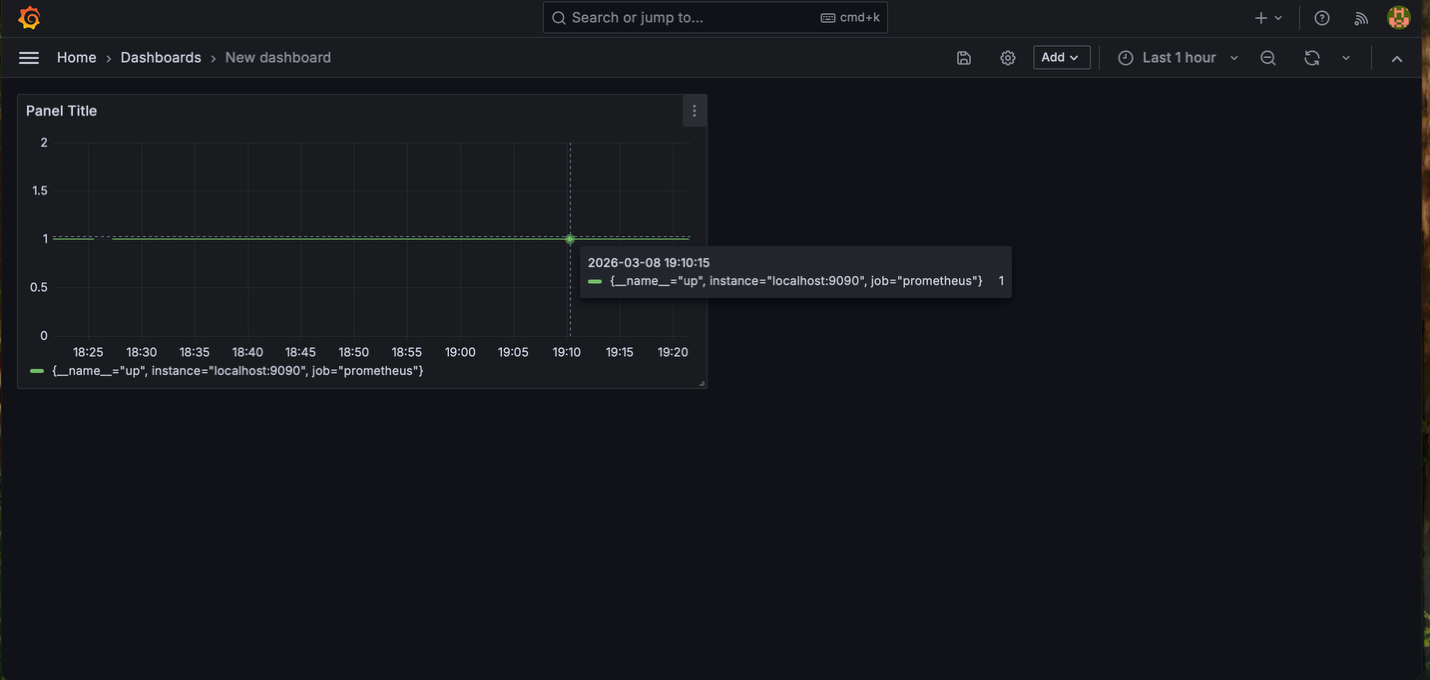 Search or jump to... cmd+k
Home › Dashboards › New dashboard
Add
Last 1 hour
Panel Title
2
1.5
1
0.5
0
2026-03-08 19:10:15
{__name__="up", instance="localhost:9090", job="prometheus"} 1
18:25 18:30 18:35 18:40 18:45 18:50 18:55 19:00 19:05 19:10 19:15 19:20
{__name__="up", instance="localhost:9090", job="prometheus"}